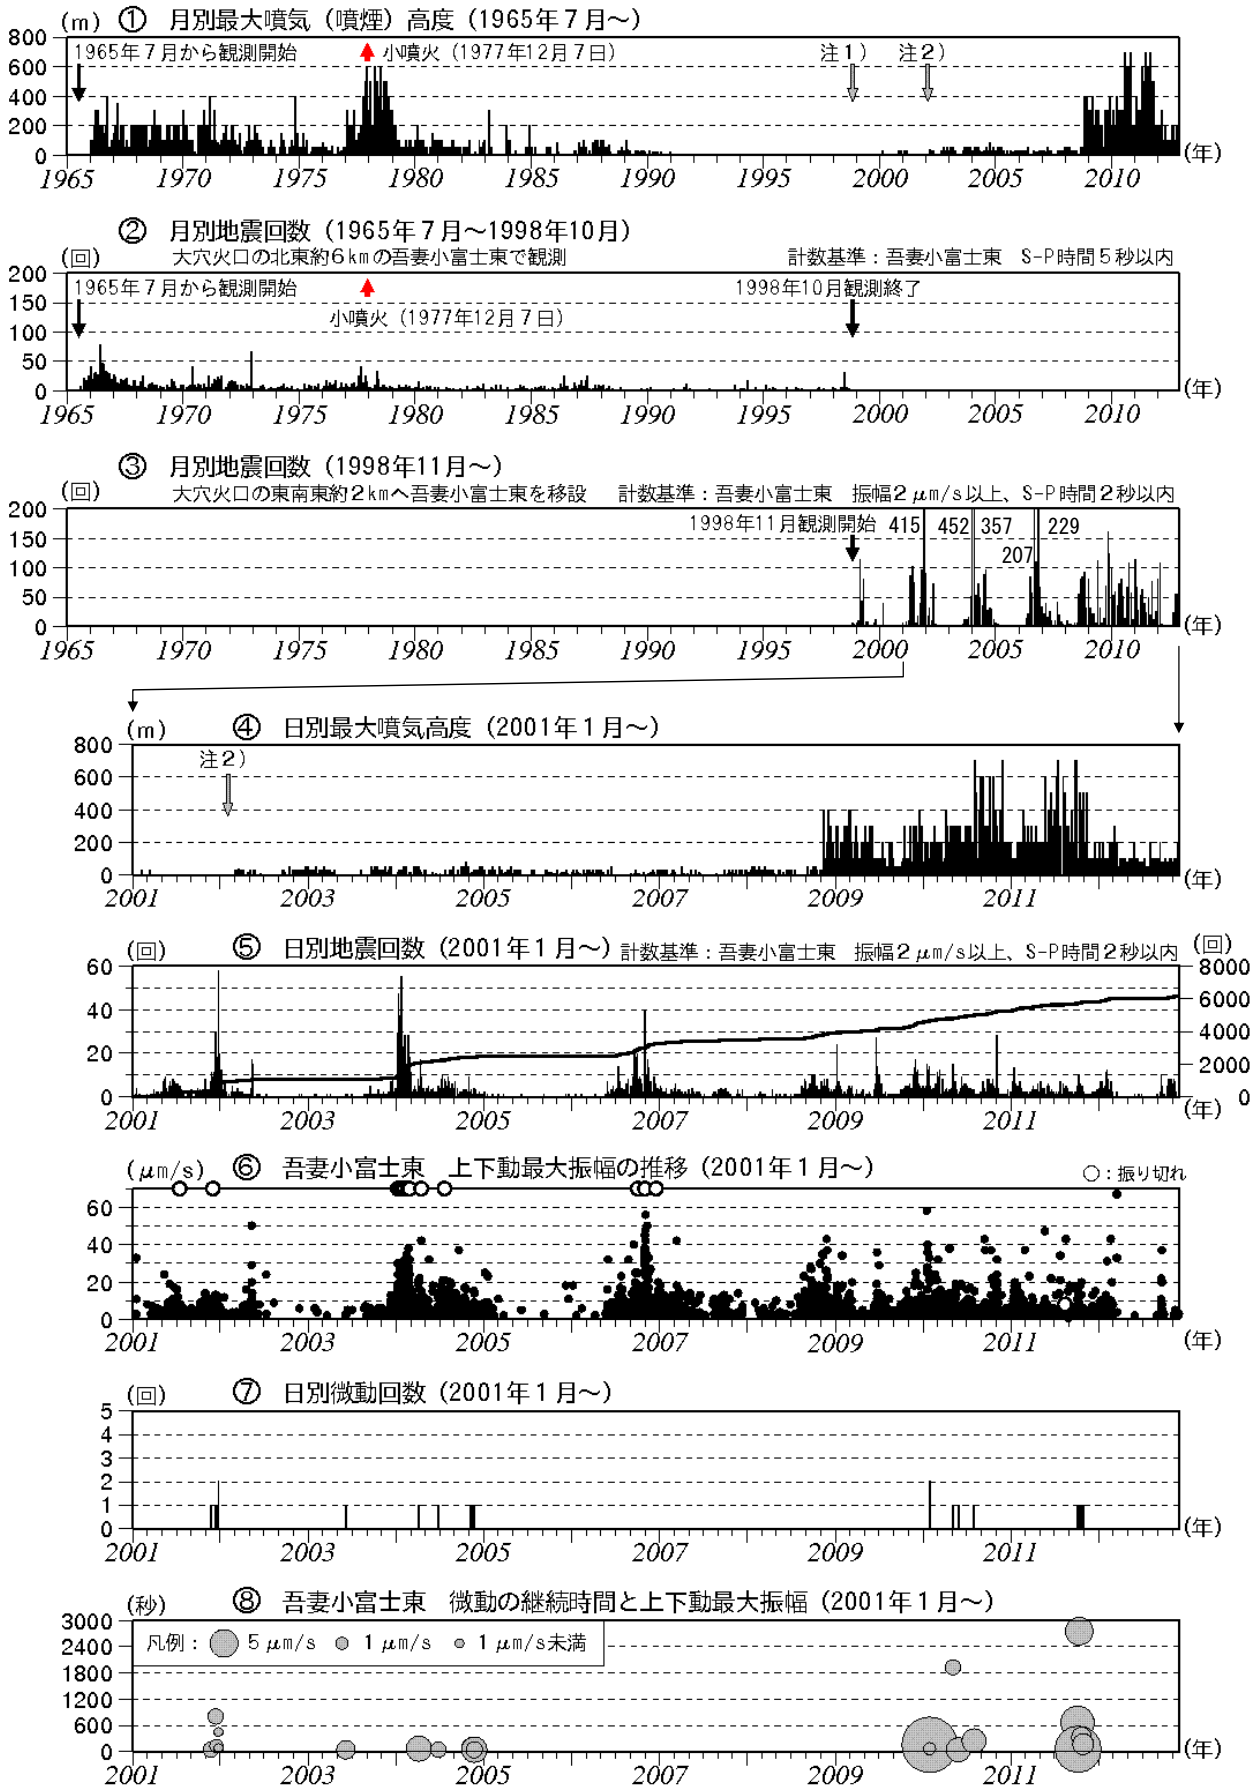 (m) ① 月別最大噴気（噴煙）高度（1965年７月～）
800
600
400
200
0
1965年７月から観測開始
小噴火（1977年12月７日）
注１）
注２）
1965 1970 1975 1980 1985 1990 1995 2000 2005 2010 (年)
② 月別地震回数（1965年７月～1998年10月）
(回) 大穴火口の北東約６kmの吾妻小富士東で観測 計数基準：吾妻小富士東 S-P時間５秒以内
200
150
100
50
0
1965年７月から観測開始
小噴火（1977年12月７日）
1998年10月観測終了
1965 1970 1975 1980 1985 1990 1995 2000 2005 2010 (年)
③ 月別地震回数（1998年11月～）
(回) 大穴火口の東南東約２kmへ吾妻小富士東を移設 計数基準：吾妻小富士東 振幅２μm/s以上、S-P時間２秒以内
200
150
100
50
0
1998年11月観測開始 415 452 357 229
207
1965 1970 1975 1980 1985 1990 1995 2000 2005 2010 (年)
(m) ④ 日別最大噴気高度（2001年１月～）
800
600
400
200
0
注２）
2001 2003 2005 2007 2009 2011 (年)
(回) ⑤ 日別地震回数（2001年１月～） 計数基準：吾妻小富士東 振幅２μm/s以上、S-P時間２秒以内 (回)
60 8000
40 6000
4000
20 2000
0 0
2001 2003 2005 2007 2009 2011 (年)
(μm/s) ⑥ 吾妻小富士東 上下動最大振幅の推移（2001年１月～） ○：振り切れ
60
40
20
0
2001 2003 2005 2007 2009 2011 (年)
(回) ⑦ 日別微動回数（2001年１月～）
5
4
3
2
1
0
2001 2003 2005 2007 2009 2011 (年)
(秒) ⑧ 吾妻小富士東 微動の継続時間と上下動最大振幅（2001年１月～）
3000
2400
1800
1200
600
0
凡例： ５μm/s １μm/s １μm/s未満
2001 2003 2005 2007 2009 2011 (年)